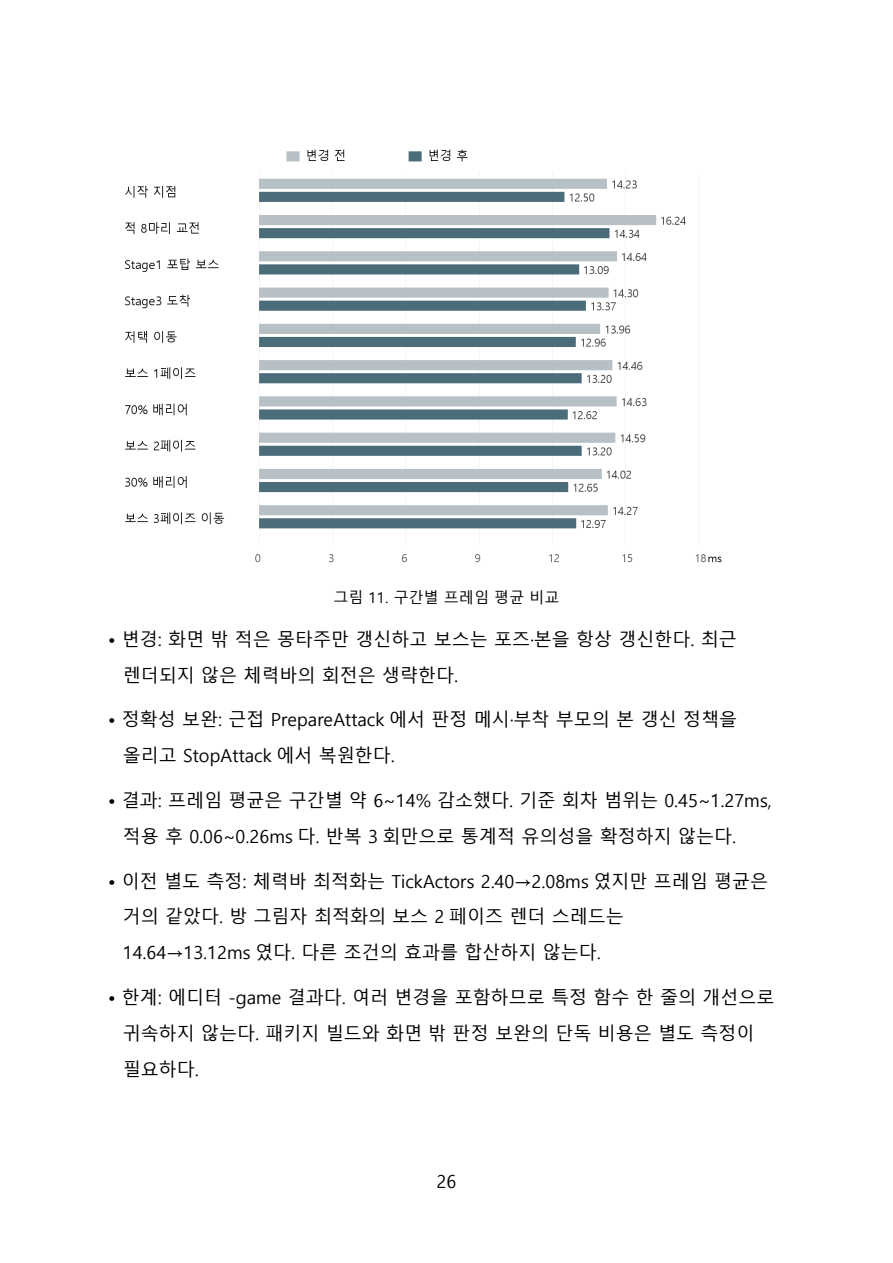 변경 전 변경 후
시작 지점 14.23
12.50
적 8마리 교전 16.24
14.34
Stage1 포탑 보스 14.64
13.09
Stage3 도착 14.30
13.37
저택 이동 13.96
12.96
보스 1페이즈 14.46
13.20
70% 배리어 14.63
12.62
보스 2페이즈 14.59
13.20
30% 배리어 14.02
12.65
보스 3페이즈 이동 14.27
12.97
0 3 6 9 12 15 18 ms
그림 11. 구간별 프레임 평균 비교
• 변경: 화면 밖 적은 몽타주만 갱신하고 보스는 포즈·본을 항상 갱신한다. 최근
렌더되지 않은 체력바의 회전은 생략한다.
• 정확성 보완: 근접 PrepareAttack 에서 판정 메시·부착 부모의 본 갱신 정책을
올리고 StopAttack 에서 복원한다.
• 결과: 프레임 평균은 구간별 약 6~14% 감소했다. 기준 회차 범위는 0.45~1.27ms,
적용 후 0.06~0.26ms 다. 반복 3 회만으로 통계적 유의성을 확정하지 않는다.
• 이전 별도 측정: 체력바 최적화는 TickActors 2.40→2.08ms 였지만 프레임 평균은
거의 같았다. 방 그림자 최적화의 보스 2 페이즈 렌더 스레드는
14.64→13.12ms 였다. 다른 조건의 효과를 합산하지 않는다.
• 한계: 에디터 -game 결과다. 여러 변경을 포함하므로 특정 함수 한 줄의 개선으로
귀속하지 않는다. 패키지 빌드와 화면 밖 판정 보완의 단독 비용은 별도 측정이
필요하다.
26